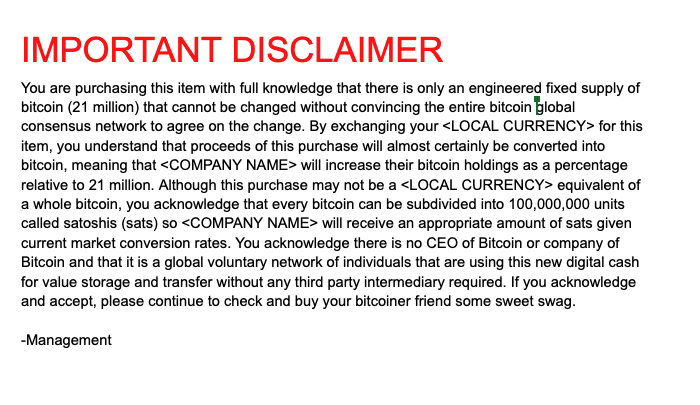 IMPORTANT DISCLAIMER
You are purchasing this item with full knowledge that there is only an engineered fixed supply of
bitcoin (21 million) that cannot be changed without convincing the entire bitcoin global
consensus network to agree on the change. By exchanging your <LOCAL CURRENCY> for this
item, you understand that proceeds of this purchase will almost certainly be converted into
bitcoin, meaning that <COMPANY NAME> will increase their bitcoin holdings as a percentage
relative to 21 million. Although this purchase may not be a <LOCAL CURRENCY> equivalent of
a whole bitcoin, you acknowledge that every bitcoin can be subdivided into 100,000,000 units
called satoshis (sats) so <COMPANY NAME> will receive an appropriate amount of sats given
current market conversion rates. You acknowledge there is no CEO of Bitcoin or company of
Bitcoin and that it is a global voluntary network of individuals that are using this new digital cash
for value storage and transfer without any third party intermediary required. If you acknowledge
and accept, please continue to check and buy your bitcoiner friend some sweet swag.
-Management